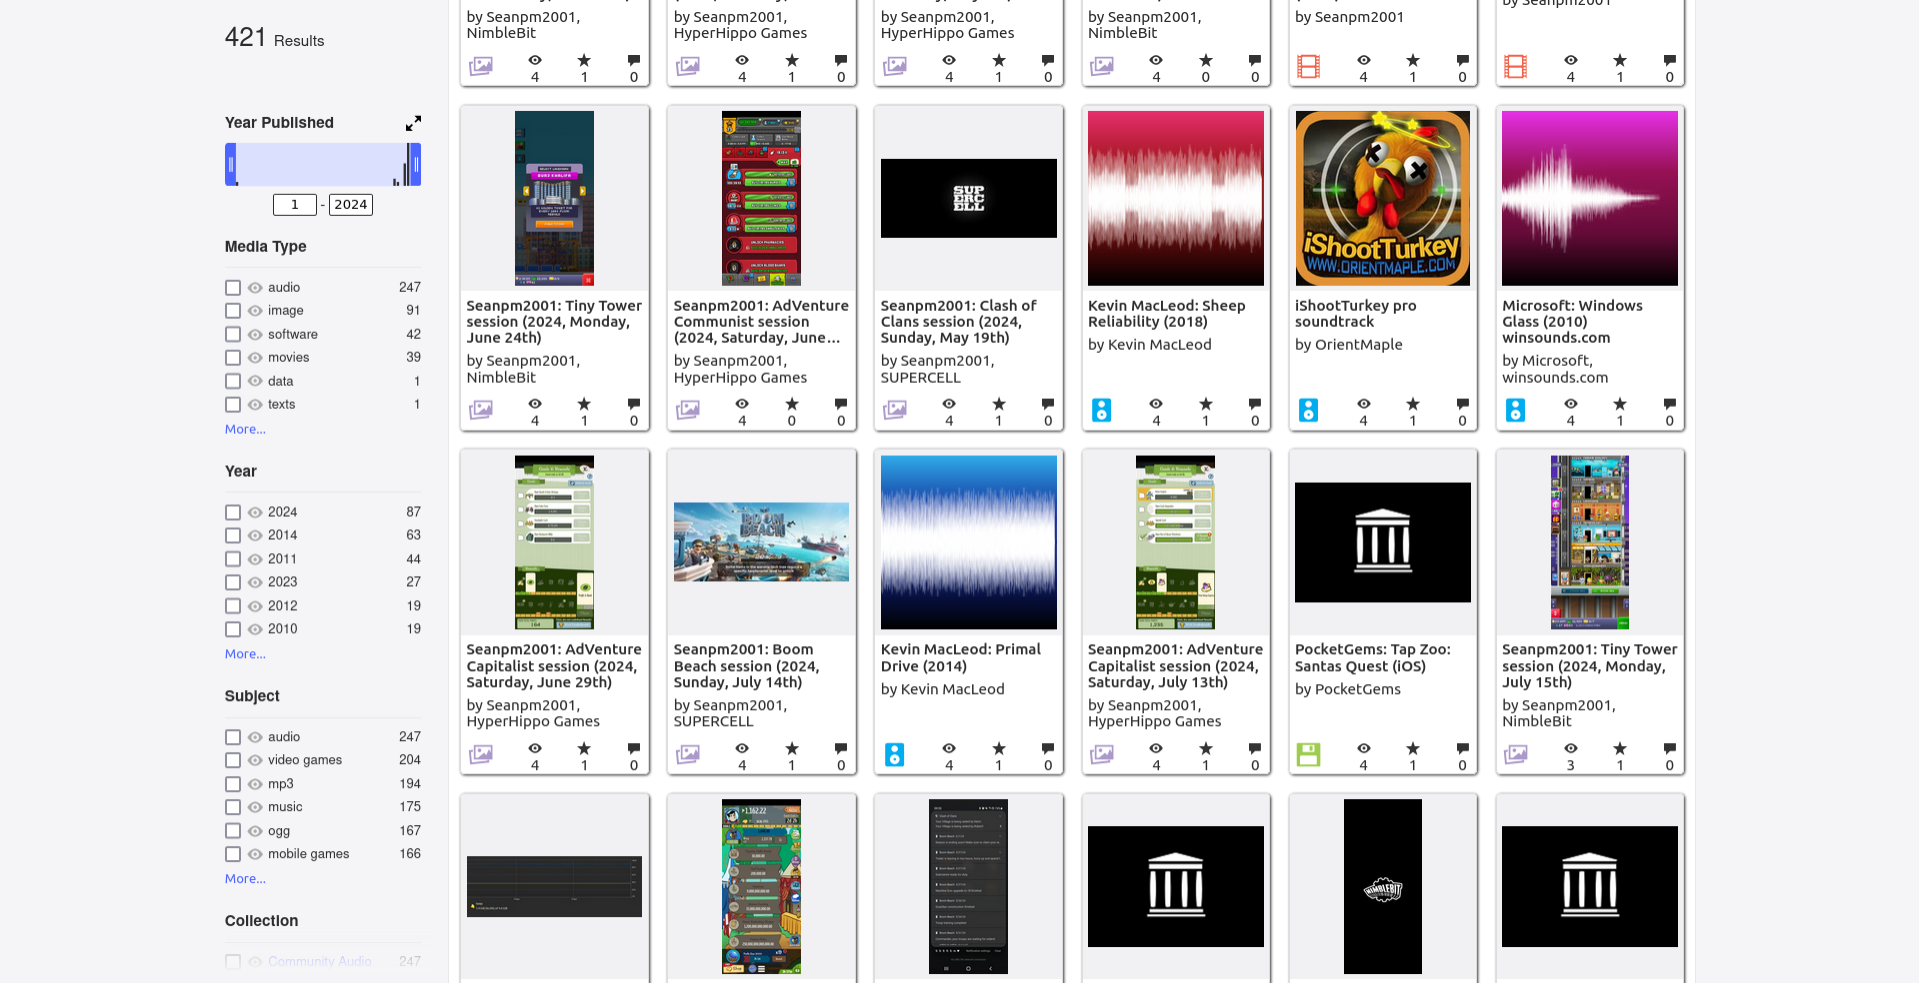 421 Results
Year Published
1 - 2024
Media Type
audio 247
image 91
software 42
movies 39
data 1
texts 1
More...
Year
2024 87
2014 63
2011 44
2023 27
2012 19
2010 19
More...
Subject
audio 247
video games 204
mp3 194
music 175
ogg 167
mobile games 166
More...
Collection
Community Audio 247
by Seanpm2001,
NimbleBit
4 1 0
by Seanpm2001,
HyperHippo Games
4 1 0
by Seanpm2001,
HyperHippo Games
4 1 0
by Seanpm2001,
NimbleBit
4 0 0
by Seanpm2001
4 1 0
by Seanpm2001
4 1 0
Seanpm2001: Tiny Tower
session (2024, Monday,
June 24th)
by Seanpm2001,
NimbleBit
4 1 0
Seanpm2001: AdVenture
Communist session
(2024, Saturday, June...
by Seanpm2001,
HyperHippo Games
4 0 0
SUP
ERC
ELL
Seanpm2001: Clash of
Clans session (2024,
Sunday, May 19th)
by Seanpm2001,
SUPERCELL
4 1 0
Kevin MacLeod: Sheep
Reliability (2018)
by Kevin MacLeod
4 1 0
iShootTurkey
WWW.ORIENTMAPLE.COM
iShootTurkey pro
soundtrack
by OrientMaple
4 1 0
Microsoft: Windows
Glass (2010)
winsounds.com
by Microsoft,
winsounds.com
4 1 0
Seanpm2001: AdVenture
Capitalist session (2024,
Saturday, June 29th)
by Seanpm2001,
HyperHippo Games
4 1 0
BOOM
BEACH
Seanpm2001: Boom
Beach session (2024,
Sunday, July 14th)
by Seanpm2001,
SUPERCELL
4 1 0
Kevin MacLeod: Primal
Drive (2014)
by Kevin MacLeod
4 1 0
Seanpm2001: AdVenture
Capitalist session (2024,
Saturday, July 13th)
by Seanpm2001,
HyperHippo Games
4 1 0
PocketGems: Tap Zoo:
Santas Quest (iOS)
by PocketGems
4 1 0
Seanpm2001: Tiny Tower
session (2024, Monday,
July 15th)
by Seanpm2001,
NimbleBit
3 1 0
NIMBLEBIT